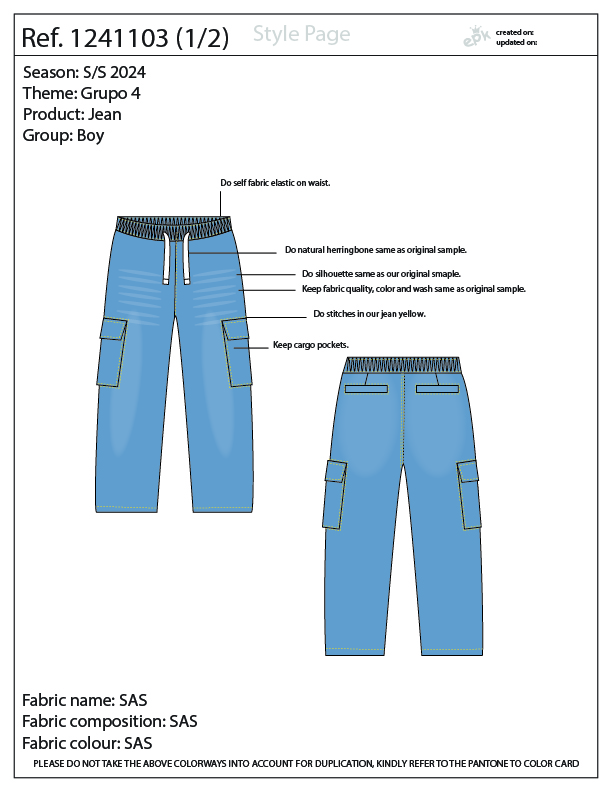 Ref. 1241103 (1/2)
Style Page
epk
created on:
updated on:
Season: S/S 2024
Theme: Grupo 4
Product: Jean
Group: Boy
Do self fabric elastic on waist.
Do natural herringbone same as original sample.
Do silhouette same as our original smaple.
Keep fabric quality, color and wash same as original sample.
Do stitches in our jean yellow.
Keep cargo pockets.
Fabric name: SAS
Fabric composition: SAS
Fabric colour: SAS
PLEASE DO NOT TAKE THE ABOVE COLORWAYS INTO ACCOUNT FOR DUPLICATION, KINDLY REFER TO THE PANTONE TO COLOR CARD